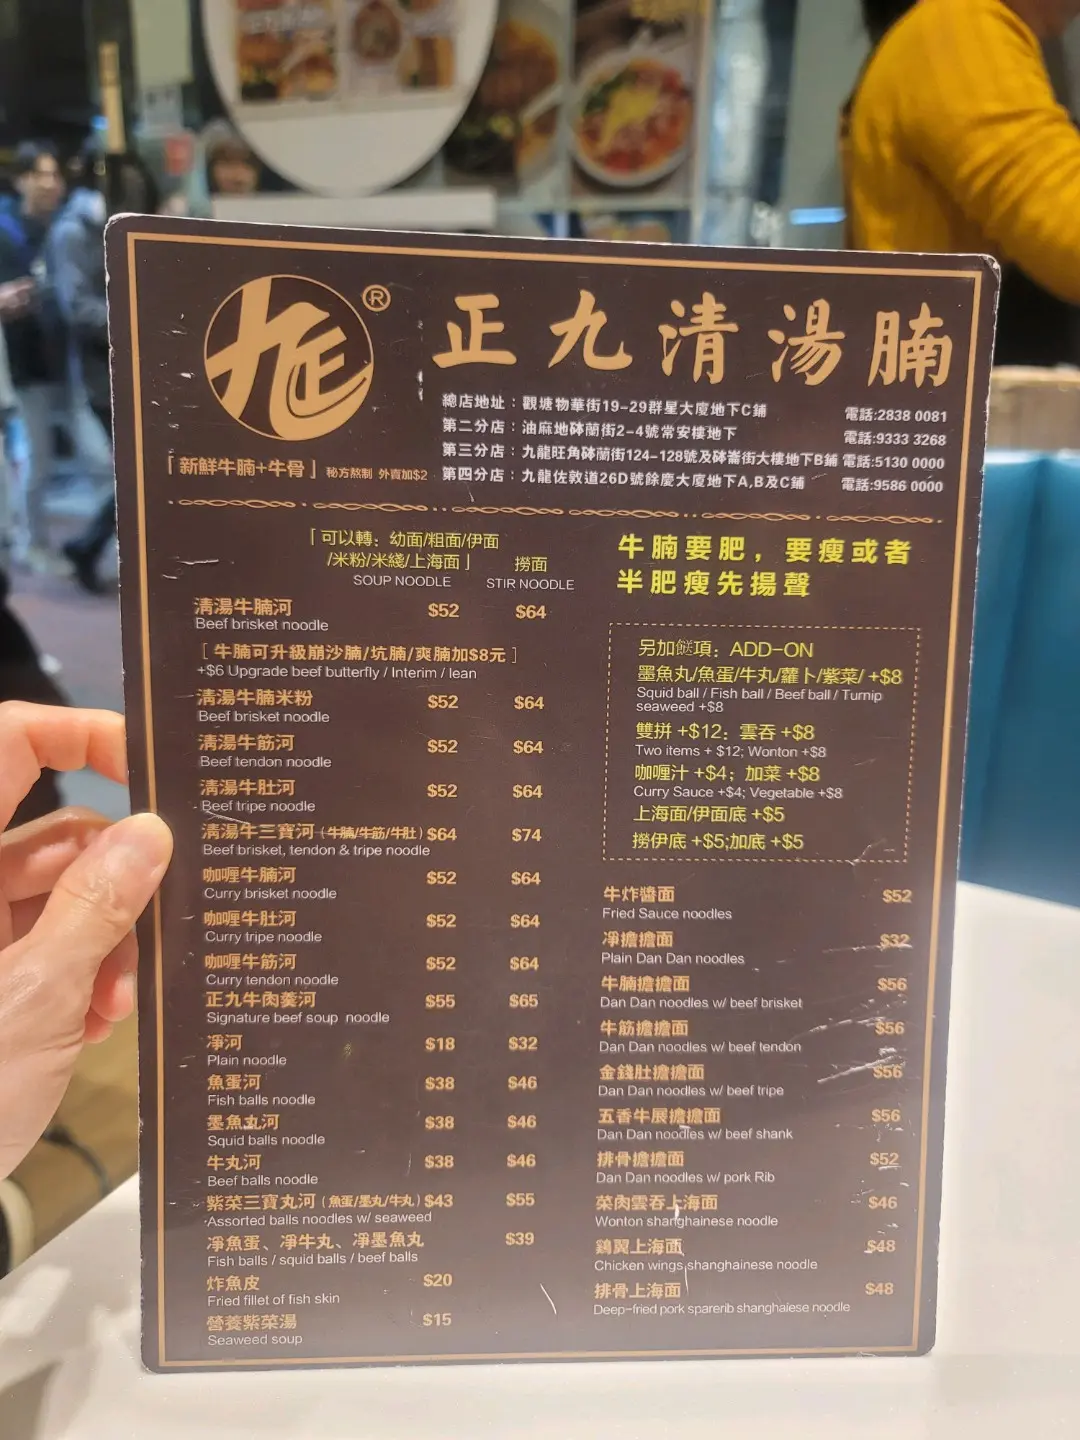 九正®
正九清湯腩
總店地址：觀塘物華街19-29群星大廈地下C鋪 電話:2838 0081
第二分店：油麻地砵蘭街2-4號常安樓地下 電話:9333 3268
第三分店：九龍旺角砵蘭街124-128號及砵崙街大樓地下B鋪 電話:5130 0000
第四分店：九龍佐敦道26D號餘慶大廈地下A,B及C鋪 電話:9586 0000
「新鮮牛腩+牛骨」秘方熬制 外賣加$2
「可以轉：幼面/粗面/伊面
/米粉/米綫/上海面」 撈面
SOUP NOODLE STIR NOODLE
清湯牛腩河 $52 $64
Beef brisket noodle
［牛腩可升級崩沙腩/坑腩/爽腩加$8元］
+$6 Upgrade beef butterfly / Interim / lean
清湯牛腩米粉 $52 $64
Beef brisket noodle
清湯牛筋河 $52 $64
Beef tendon noodle
清湯牛肚河 $52 $64
Beef tripe noodle
清湯牛三寶河（牛腩/牛筋/牛肚）$64 $74
Beef brisket, tendon & tripe noodle
咖喱牛腩河 $52 $64
Curry brisket noodle
咖喱牛肚河 $52 $64
Curry tripe noodle
咖喱牛筋河 $52 $64
Curry tendon noodle
正九牛肉羹河 $55 $65
Signature beef soup noodle
凈河 $18 $32
Plain noodle
魚蛋河 $38 $46
Fish balls noodle
墨魚丸河 $38 $46
Squid balls noodle
牛丸河 $38 $46
Beef balls noodle
紫菜三寶丸河（魚蛋/墨丸/牛丸）$43 $55
Assorted balls noodles w/ seaweed
凈魚蛋、凈牛丸、凈墨魚丸 $39
Fish balls / squid balls / beef balls
炸魚皮 $20
Fried fillet of fish skin
營養紫菜湯 $15
Seaweed soup
牛腩要肥，要瘦或者
半肥瘦先揚聲
另加餸項：ADD-ON
墨魚丸/魚蛋/牛丸/蘿卜/紫菜/ +$8
Squid ball / Fish ball / Beef ball / Turnip
seaweed +$8
雙拼 +$12；雲吞 +$8
Two items + $12; Wonton +$8
咖喱汁 +$4；加菜 +$8
Curry Sauce +$4; Vegetable +$8
上海面/伊面底 +$5
撈伊底 +$5;加底 +$5
牛炸醬面 $52
Fried Sauce noodles
凈擔擔面 $32
Plain Dan Dan noodles
牛腩擔擔面 $56
Dan Dan noodles w/ beef brisket
牛筋擔擔面 $56
Dan Dan noodles w/ beef tendon
金錢肚擔擔面 $56
Dan Dan noodles w/ beef tripe
五香牛展擔擔面 $56
Dan Dan noodles w/ beef shank
排骨擔擔面 $52
Dan Dan noodles w/ pork Rib
菜肉雲吞上海面 $46
Wonton shanghainese noodle
鷄翼上海面 $48
Chicken wings shanghainese noodle
排骨上海面 $48
Deep-fried pork sparerib shanghaiese noodle